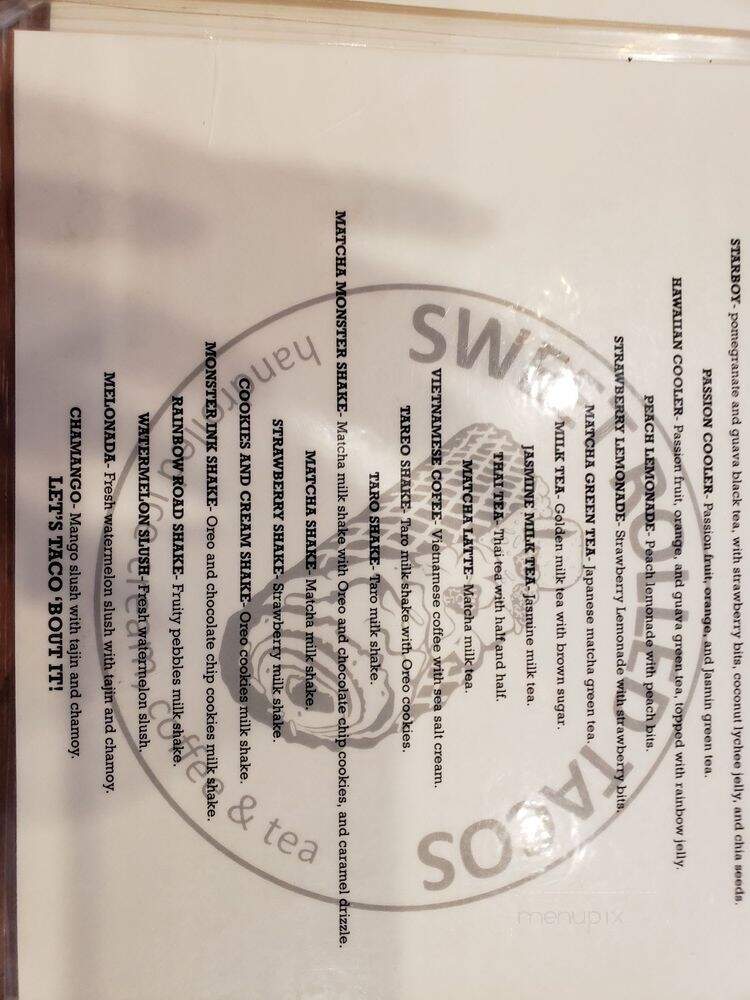 STARBOY- pomegranate and guava black tea, with strawberry bits, coconut lychee jelly, and chia seeds.
PASSION COOLER- Passion fruit, orange, and Jasmin green tea.
HAWAIIAN COOLER- Passion fruit, orange, and guava green tea, topped with rainbow jelly.
PEACH LEMONADE- Peach lemonade with peach bits.
STRAWBERRY LEMONADE- Strawberry Lemonade with strawberry bits.
MATCHA GREEN TEA- Japanese matcha green tea.
MILK TEA- Golden milk tea with brown sugar.
JASMINE MILK TEA- Jasmine milk tea.
THAI TEA- Thai tea with half and half.
MATCHA LATTE- Matcha milk tea.
VIETNAMESE COFEE- Vietnamese coffee with sea salt cream.
TAREO SHAKE- Taro milk shake with Oreo cookies.
TARO SHAKE- Taro milk shake.
MATCHA MONSTER SHAKE- Matcha milk shake with Oreo and chocolate chip cookies, and caramel drizzle.
MATCHA SHAKE- Matcha milk shake.
STRAWBERRY SHAKE- Strawberry milk shake.
COOKIES AND CREAM SHAKE- Oreo cookies milk shake.
MONSTER INK SHAKE- Oreo and chocolate chip cookies milk shake.
RAINBOW ROAD SHAKE- Fruity pebbles milk shake.
WATERMELON SLUSH- Fresh watermelon slush.
MELONADA- Fresh watermelon slush with tajin and chamoy.
CHAMANGO- Mango slush with tajin and chamoy.
LET'S TACO 'BOUT IT!
SWEET ROLLED TACOS
handrolled ice cream, coffee & tea
menupix